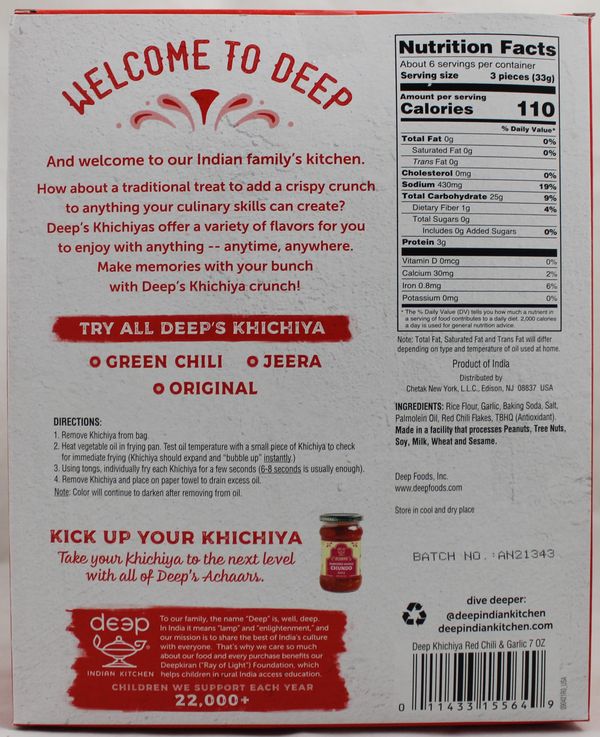 WELCOME TO DEEP
And welcome to our Indian family's kitchen.
How about a traditional treat to add a crispy crunch
to anything your culinary skills can create?
Deep's Khichiyas offer a variety of flavors for you
to enjoy with anything -- anytime, anywhere.
Make memories with your bunch
with Deep's Khichiya crunch!
TRY ALL DEEP'S KHICHIYA
GREEN CHILI
JEERA
ORIGINAL
DIRECTIONS:
1. Remove Khichiya from bag.
2. Heat vegetable oil in frying pan. Test oil temperature with a small piece of Khichiya to check
for immediate frying (Khichiya should expand and "bubble up" instantly.)
3. Using tongs, individually fry each Khichiya for a few seconds (6-8 seconds is usually enough).
4. Remove Khichiya and place on paper towel to drain excess oil.
Note: Color will continue to darken after removing from oil.
KICK UP YOUR KHICHIYA
Take your Khichiya to the next level
with all of Deep's Achaars.
CHUNDO
deep
INDIAN KITCHEN
To our family, the name "Deep" is, well, deep.
In India it means "lamp" and "enlightenment," and
our mission is to share the best of India's culture
with everyone. That's why we care so much
about our food and every purchase benefits our
Deepkiran ("Ray of Light") Foundation, which
helps children in rural India access education.
CHILDREN WE SUPPORT EACH YEAR
22,000+
Nutrition Facts
About 6 servings per container
Serving size 3 pieces (33g)
Amount per serving
Calories 110
% Daily Value*
Total Fat 0g 0%
Saturated Fat 0g 0%
Trans Fat 0g
Cholesterol 0mg 0%
Sodium 430mg 19%
Total Carbohydrate 25g 9%
Dietary Fiber 1g 4%
Total Sugars 0g
Includes 0g Added Sugars 0%
Protein 3g
Vitamin D 0mcg 0%
Calcium 30mg 2%
Iron 0.8mg 6%
Potassium 0mg 0%
* The % Daily Value (DV) tells you how much a nutrient in
a serving of food contributes to a daily diet. 2,000 calories
a day is used for general nutrition advice.
Note: Total Fat, Saturated Fat and Trans Fat will differ
depending on type and temperature of oil used at home.
Product of India
Distributed by
Chetak New York, L.L.C., Edison, NJ 08837 USA
INGREDIENTS: Rice Flour, Garlic, Baking Soda, Salt,
Palmolein Oil, Red Chili Flakes, TBHQ (Antioxidant).
Made in a facility that processes Peanuts, Tree Nuts,
Soy, Milk, Wheat and Sesame.
Deep Foods, Inc.
www.deepfoods.com
Store in cool and dry place
BATCH NO.:AN21343
dive deeper:
@deepindiankitchen
deepindiankitchen.com
Deep Khichiya Red Chili & Garlic 7 OZ
0 11433 15564 9